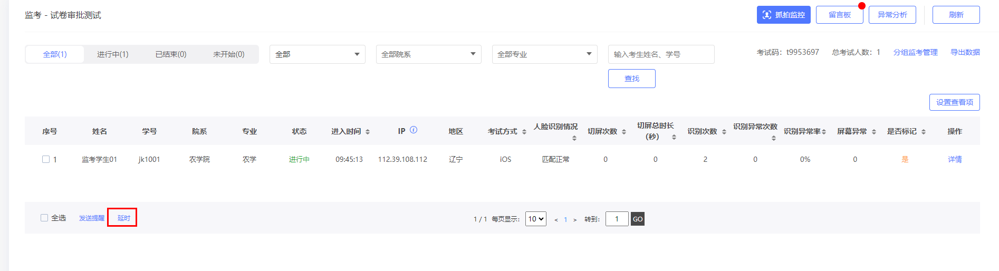 监考 - 试卷审批测试
抓拍监控 留言板 异常分析 刷新
全部(1) 进行中(1) 已结束(0) 未开始(0) 全部 全部院系 全部专业 输入考生姓名、学号 考试码：t9953697 总考试人数：1 分组监考管理 导出数据
查找
设置查看项
序号 姓名 学号 院系 专业 状态 进入时间 IP 地区 考试方式 人脸识别情况 切屏次数 切屏总时长（秒） 识别次数 识别异常次数 识别异常率 屏幕异常 是否标记 操作
1 监考学生01 jk1001 农学院 农学 进行中 09:45:13 112.39.108.112 辽宁 iOS 匹配正常 0 0 2 0 0% 0 是 详情
全选 发送提醒 延时 1 / 1 每页显示： 10 < 1 > 转到： 1 GO